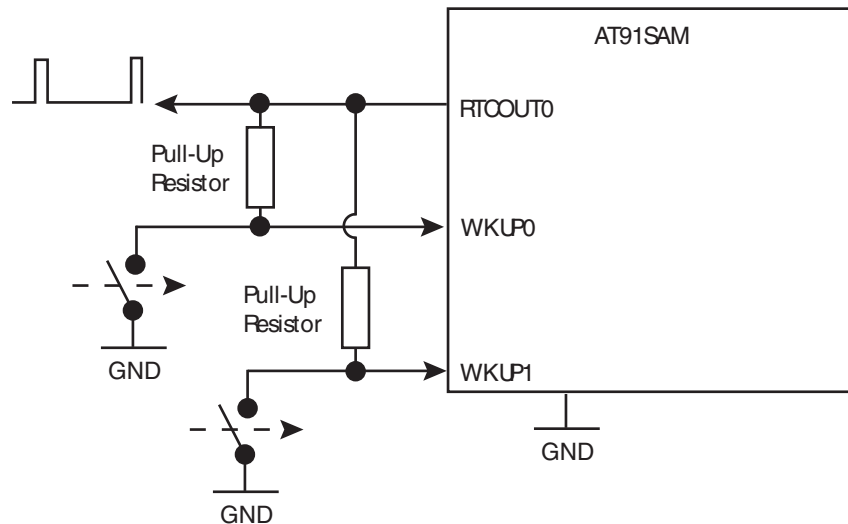 AT91SAM
RTCOUT0
Pull-Up
Resistor
WKUP0
Pull-Up
Resistor
GND
WKUP1
GND
GND